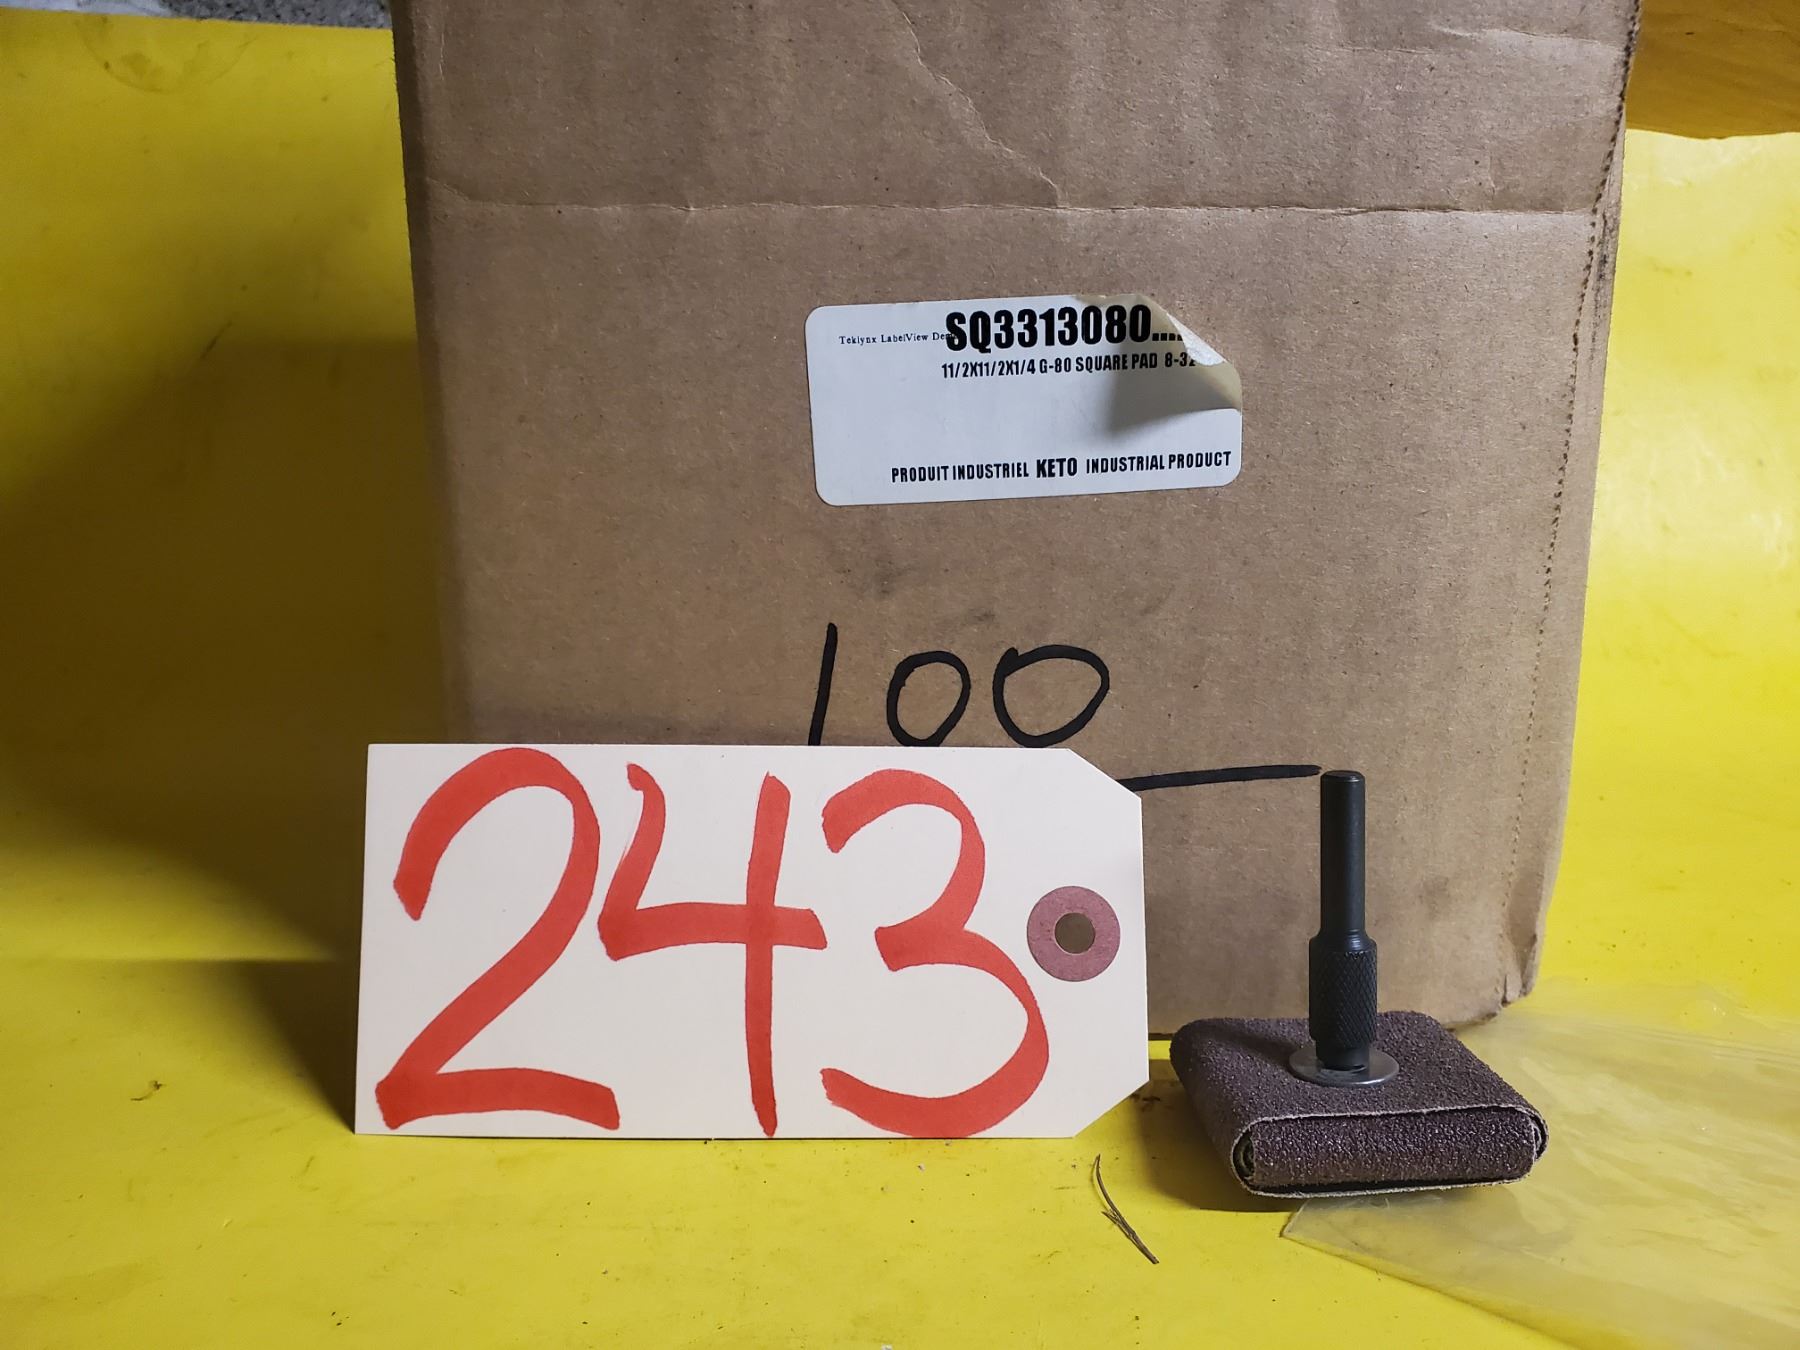 Teklynx LabelView De
SQ3313080....
11/2X11/2X1/4 G-80 SQUARE PAD 8-32
PRODUIT INDUSTRIEL KETO INDUSTRIAL PRODUCT
100
243